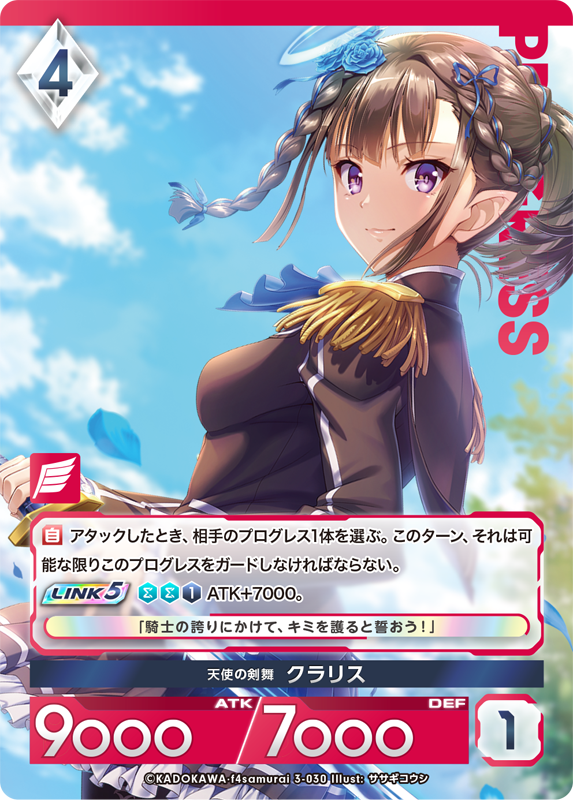 4
自 アタックしたとき、相手のプログレス1体を選ぶ。このターン、それは可
能な限りこのプログレスをガードしなければならない。
LINK 5 Σ Σ 1 ATK+7000。
「騎士の誇りにかけて、キミを護ると誓おう!」
天使の剣舞 クラリス
ATK DEF
9000 / 7000 1
©KADOKAWA・f4samurai 3-030 Illust: ササギコウシ